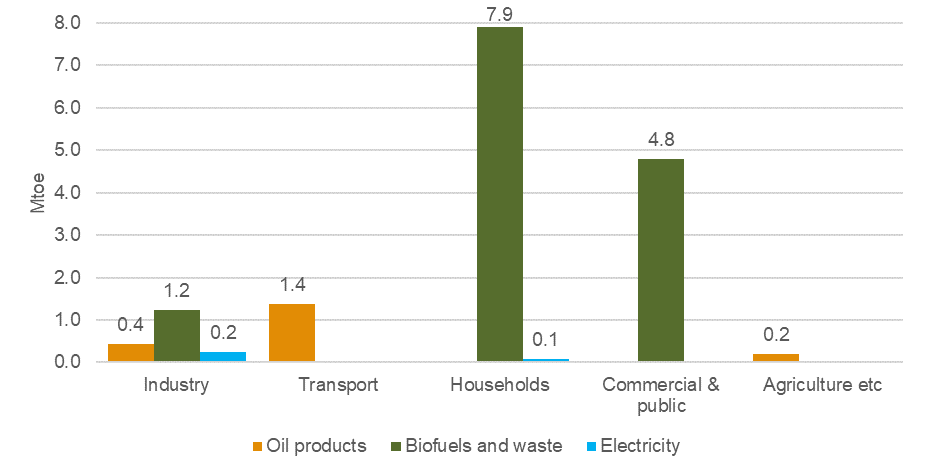 8.0
7.0
6.0
5.0
4.0
3.0
2.0
1.0
0.0
Mtoe
0.4
1.2
0.2
1.4
7.9
0.1
4.8
0.2
Industry
Transport
Households
Commercial &
public
Agriculture etc
Oil products
Biofuels and waste
Electricity